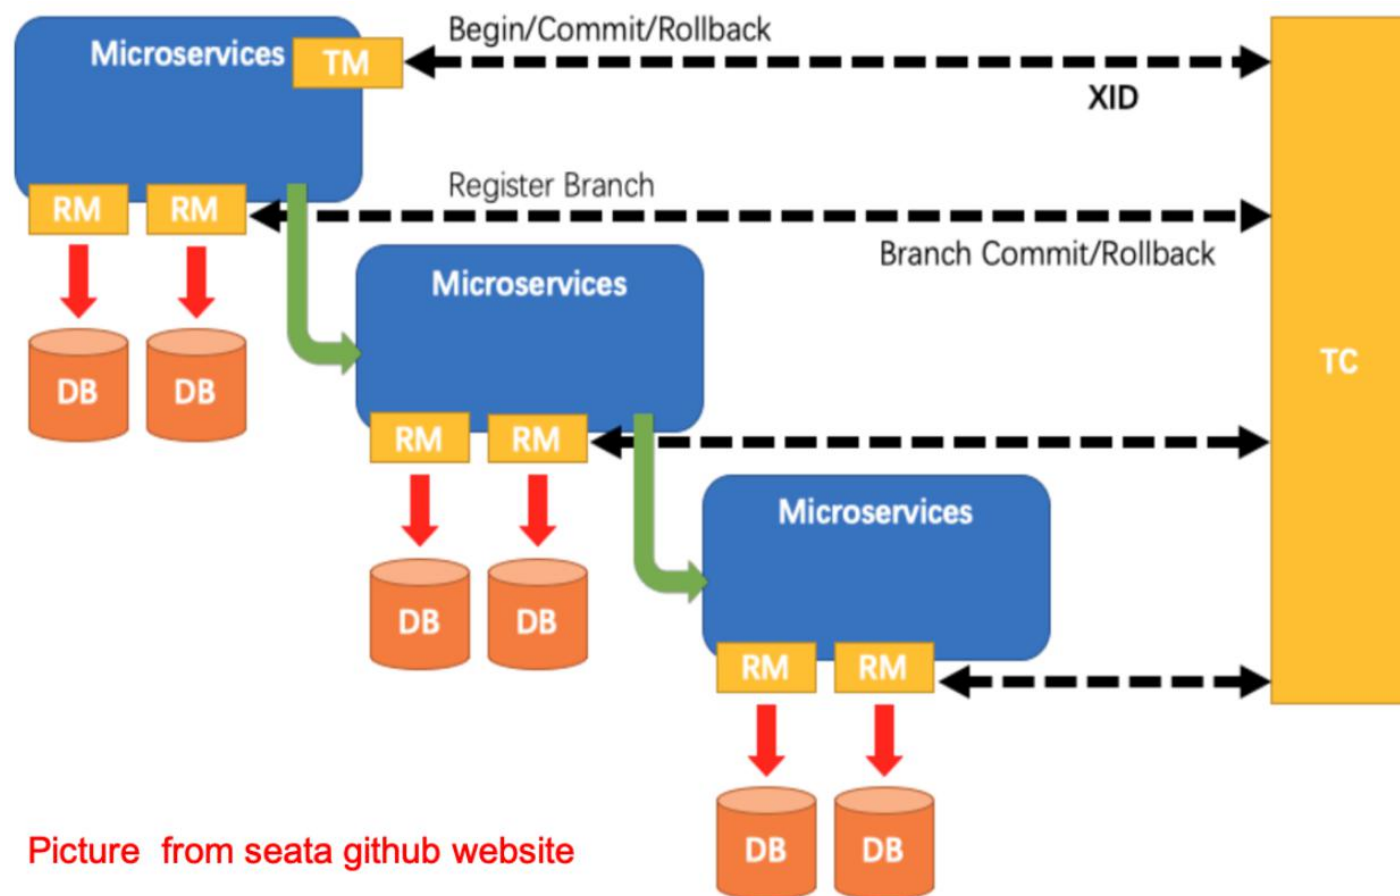 Begin/Commit/Rollback
Microservices
TM
XID
Register Branch
RM
RM
Branch Commit/Rollback
Microservices
TC
DB
DB
RM
RM
Microservices
DB
DB
RM
RM
Picture from seata github website
DB
DB